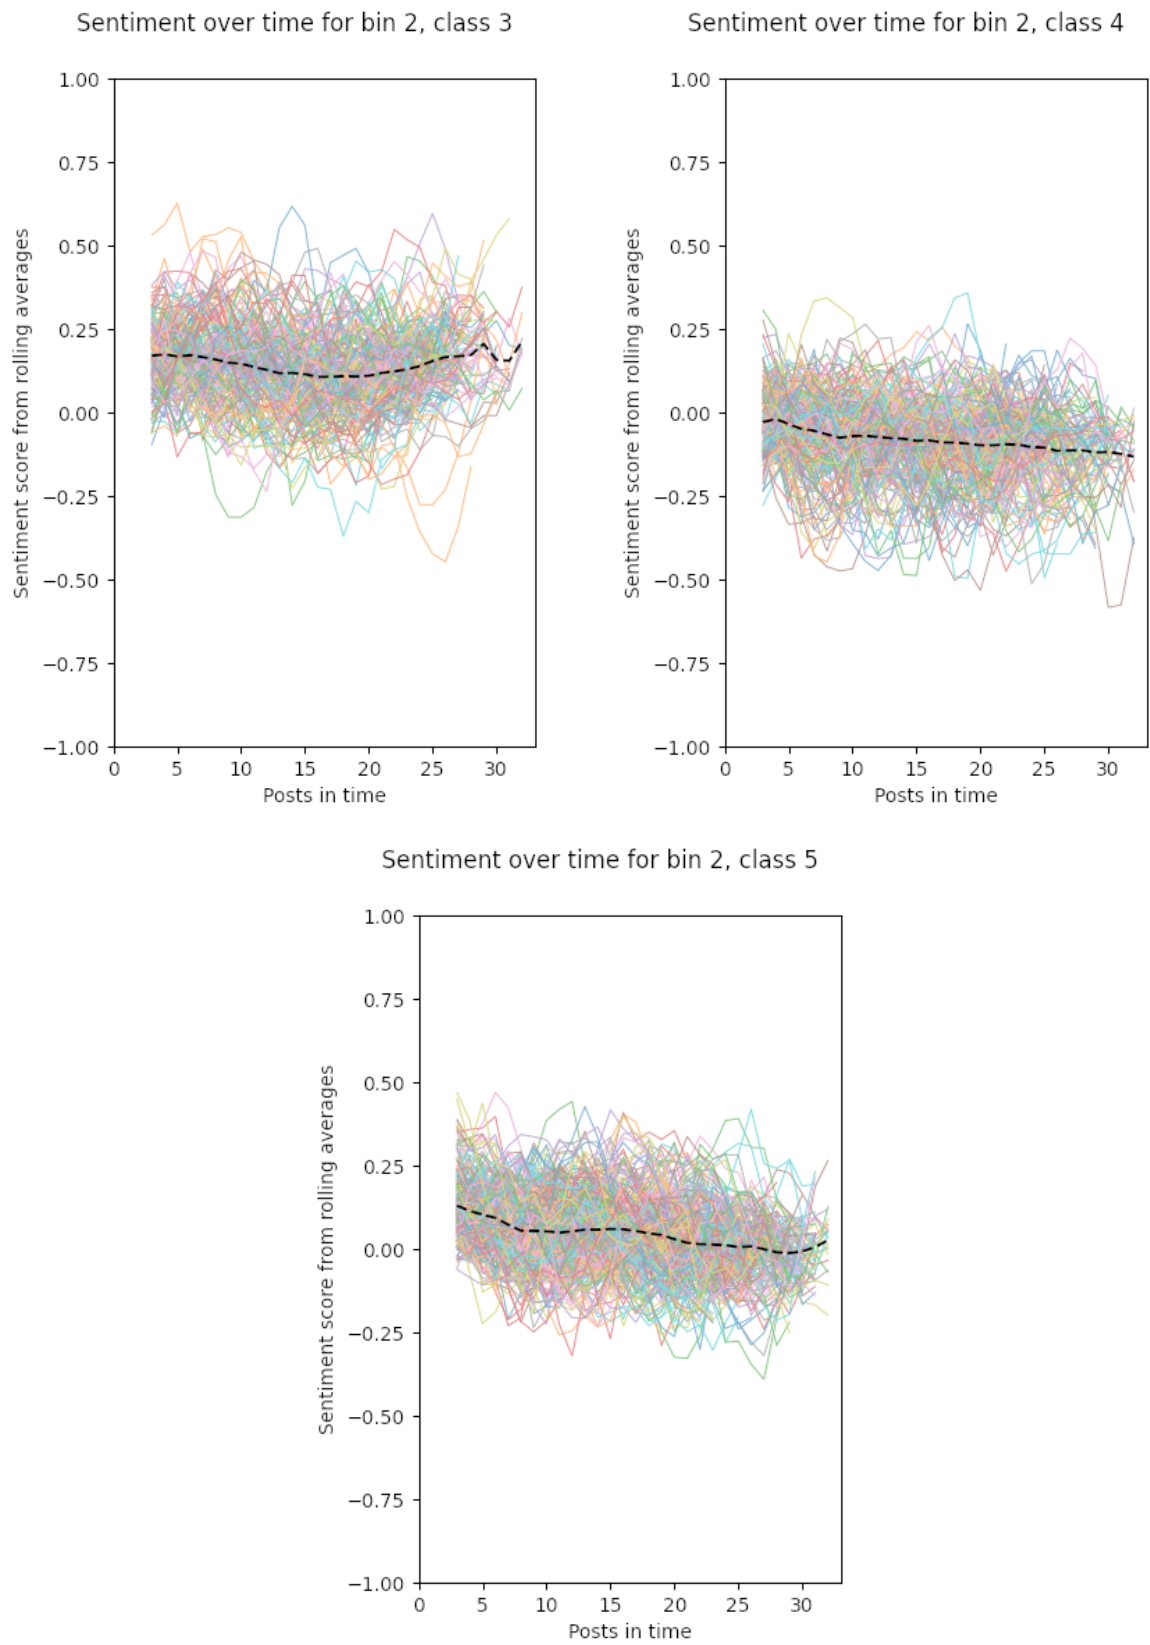 Sentiment over time for bin 2, class 3
Sentiment over time for bin 2, class 4
1.00
0.75
0.50
0.25
0.00
−0.25
−0.50
−0.75
−1.00
Sentiment score from rolling averages
0 5 10 15 20 25 30
Posts in time
1.00
0.75
0.50
0.25
0.00
−0.25
−0.50
−0.75
−1.00
Sentiment score from rolling averages
0 5 10 15 20 25 30
Posts in time
Sentiment over time for bin 2, class 5
1.00
0.75
0.50
0.25
0.00
−0.25
−0.50
−0.75
−1.00
Sentiment score from rolling averages
0 5 10 15 20 25 30
Posts in time